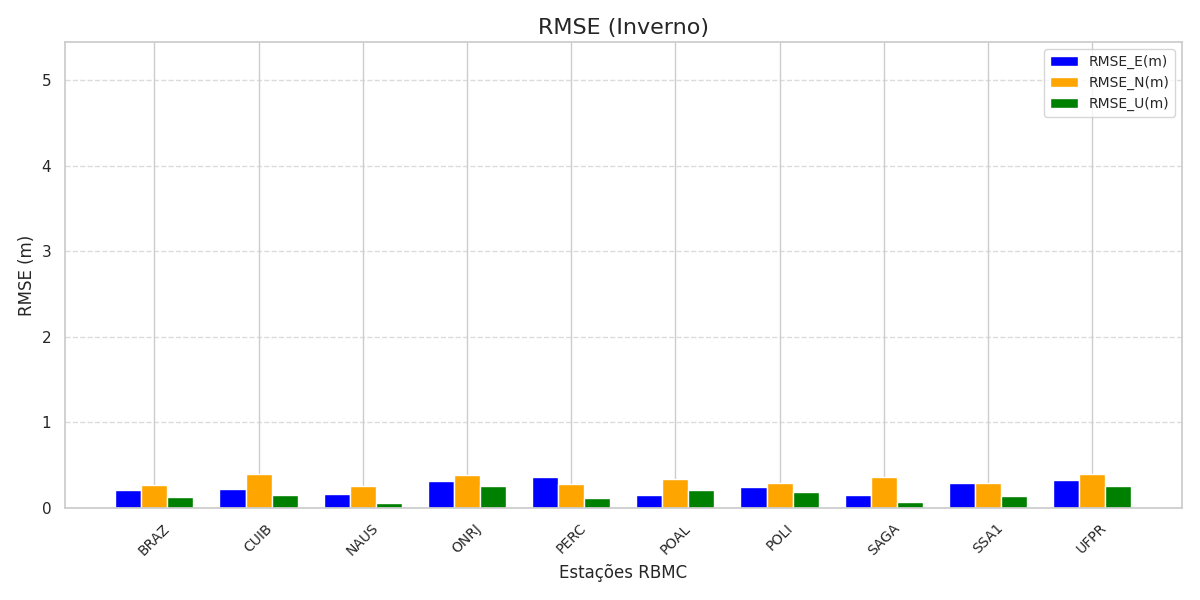 RMSE (Inverno)
RMSE_E(m)
RMSE_N(m)
RMSE_U(m)
RMSE (m)
5
4
3
2
1
0
BRAZ
CUIB
NAUS
ONRJ
PERC
POAL
POLI
SAGA
SSA1
UFPR
Estações RBMC